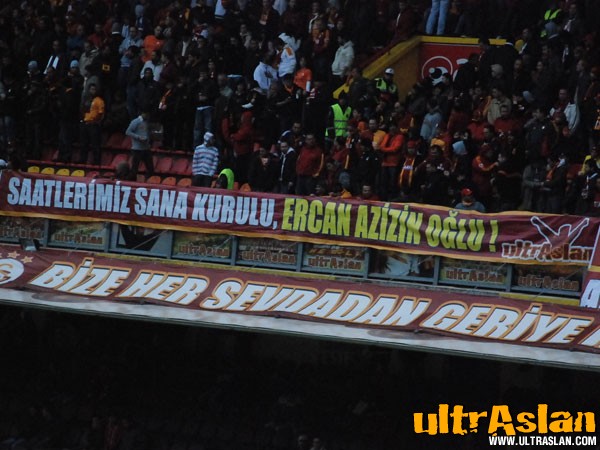 SAATLERİMİZ SANA KURULU, ERCAN AZİZİN OĞLU !
ultrAslan
BİZE HER SEVDADAN GERİYE
ultrAslan
WWW.ULTRASLAN.COM